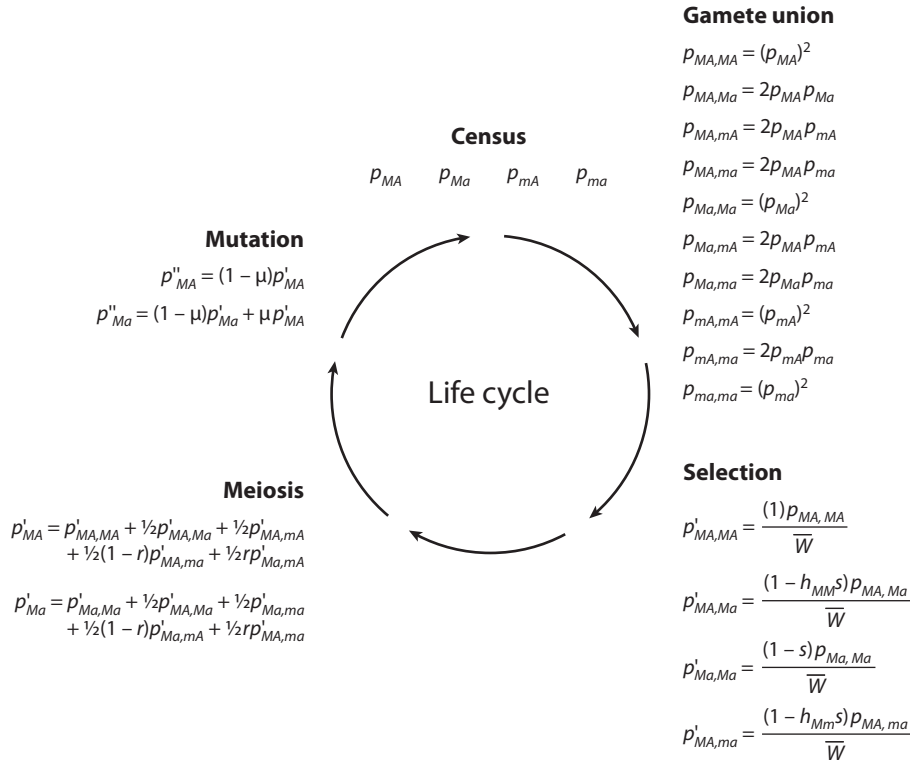 Gamete union
p_{MA,MA} = (p_{MA})²
p_{MA,Ma} = 2p_{MA}p_{Ma}
p_{MA,mA} = 2p_{MA}p_{mA}
p_{MA,ma} = 2p_{MA}p_{ma}
p_{Ma,Ma} = (p_{Ma})²
p_{Ma,mA} = 2p_{MA}p_{mA}
p_{Ma,ma} = 2p_{Ma}p_{ma}
p_{mA,mA} = (p_{mA})²
p_{mA,ma} = 2p_{mA}p_{ma}
p_{ma,ma} = (p_{ma})²
Census
p_{MA} p_{Ma} p_{mA} p_{ma}
Mutation
p''_{MA} = (1 – μ)p'_{MA}
p''_{Ma} = (1 – μ)p'_{Ma} + μp'_{MA}
Life cycle
Meiosis
p'_{MA} = p'_{MA,MA} + ½p'_{MA,Ma} + ½p'_{MA,mA}
+ ½(1 – r)p'_{MA,ma} + ½rp'_{Ma,mA}
p'_{Ma} = p'_{Ma,Ma} + ½p'_{MA,Ma} + ½p'_{Ma,ma}
+ ½(1 – r)p'_{Ma,mA} + ½rp'_{MA,ma}
Selection
p'_{MA,MA} = \frac{(1)p_{MA,MA}}{\overline{W}}
p'_{MA,Ma} = \frac{(1 – h_{MM}s)p_{MA,Ma}}{\overline{W}}
p'_{Ma,Ma} = \frac{(1 – s)p_{Ma,Ma}}{\overline{W}}
p'_{MA,ma} = \frac{(1 – h_{Mm}s)p_{MA,ma}}{\overline{W}}